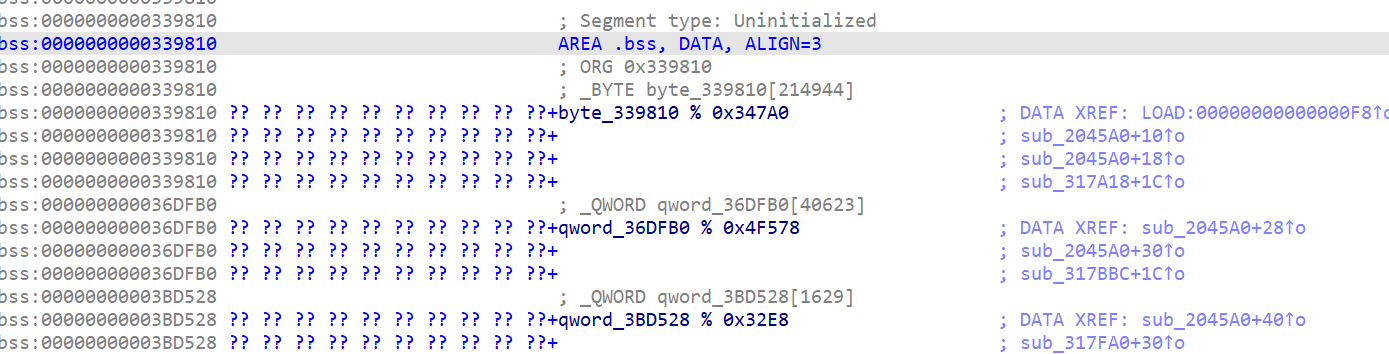 bss:0000000000339810 ; Segment type: Uninitialized
bss:0000000000339810 AREA .bss, DATA, ALIGN=3
bss:0000000000339810 ; ORG 0x339810
bss:0000000000339810 ; _BYTE byte_339810[214944]
bss:0000000000339810 ?? ?? ?? ?? ?? ?? ?? ?? ?? ??+byte_339810 % 0x347A0 ; DATA XREF: LOAD:00000000000000F8↑o
bss:0000000000339810 ?? ?? ?? ?? ?? ?? ?? ?? ?? ??+ ; sub_2045A0+10↑o
bss:0000000000339810 ?? ?? ?? ?? ?? ?? ?? ?? ?? ??+ ; sub_2045A0+18↑o
bss:0000000000339810 ?? ?? ?? ?? ?? ?? ?? ?? ?? ??+ ; sub_317A18+1C↑o
bss:000000000036DFB0 ; _QWORD qword_36DFB0[40623]
bss:000000000036DFB0 ?? ?? ?? ?? ?? ?? ?? ?? ?? ??+qword_36DFB0 % 0x4F578 ; DATA XREF: sub_2045A0+28↑o
bss:000000000036DFB0 ?? ?? ?? ?? ?? ?? ?? ?? ?? ??+ ; sub_2045A0+30↑o
bss:000000000036DFB0 ?? ?? ?? ?? ?? ?? ?? ?? ?? ??+ ; sub_317BBC+1C↑o
bss:00000000003BD528 ; _QWORD qword_3BD528[1629]
bss:00000000003BD528 ?? ?? ?? ?? ?? ?? ?? ?? ?? ??+qword_3BD528 % 0x32E8 ; DATA XREF: sub_2045A0+40↑o
bss:00000000003BD528 ?? ?? ?? ?? ?? ?? ?? ?? ?? ??+ ; sub_317FA0+30↑o